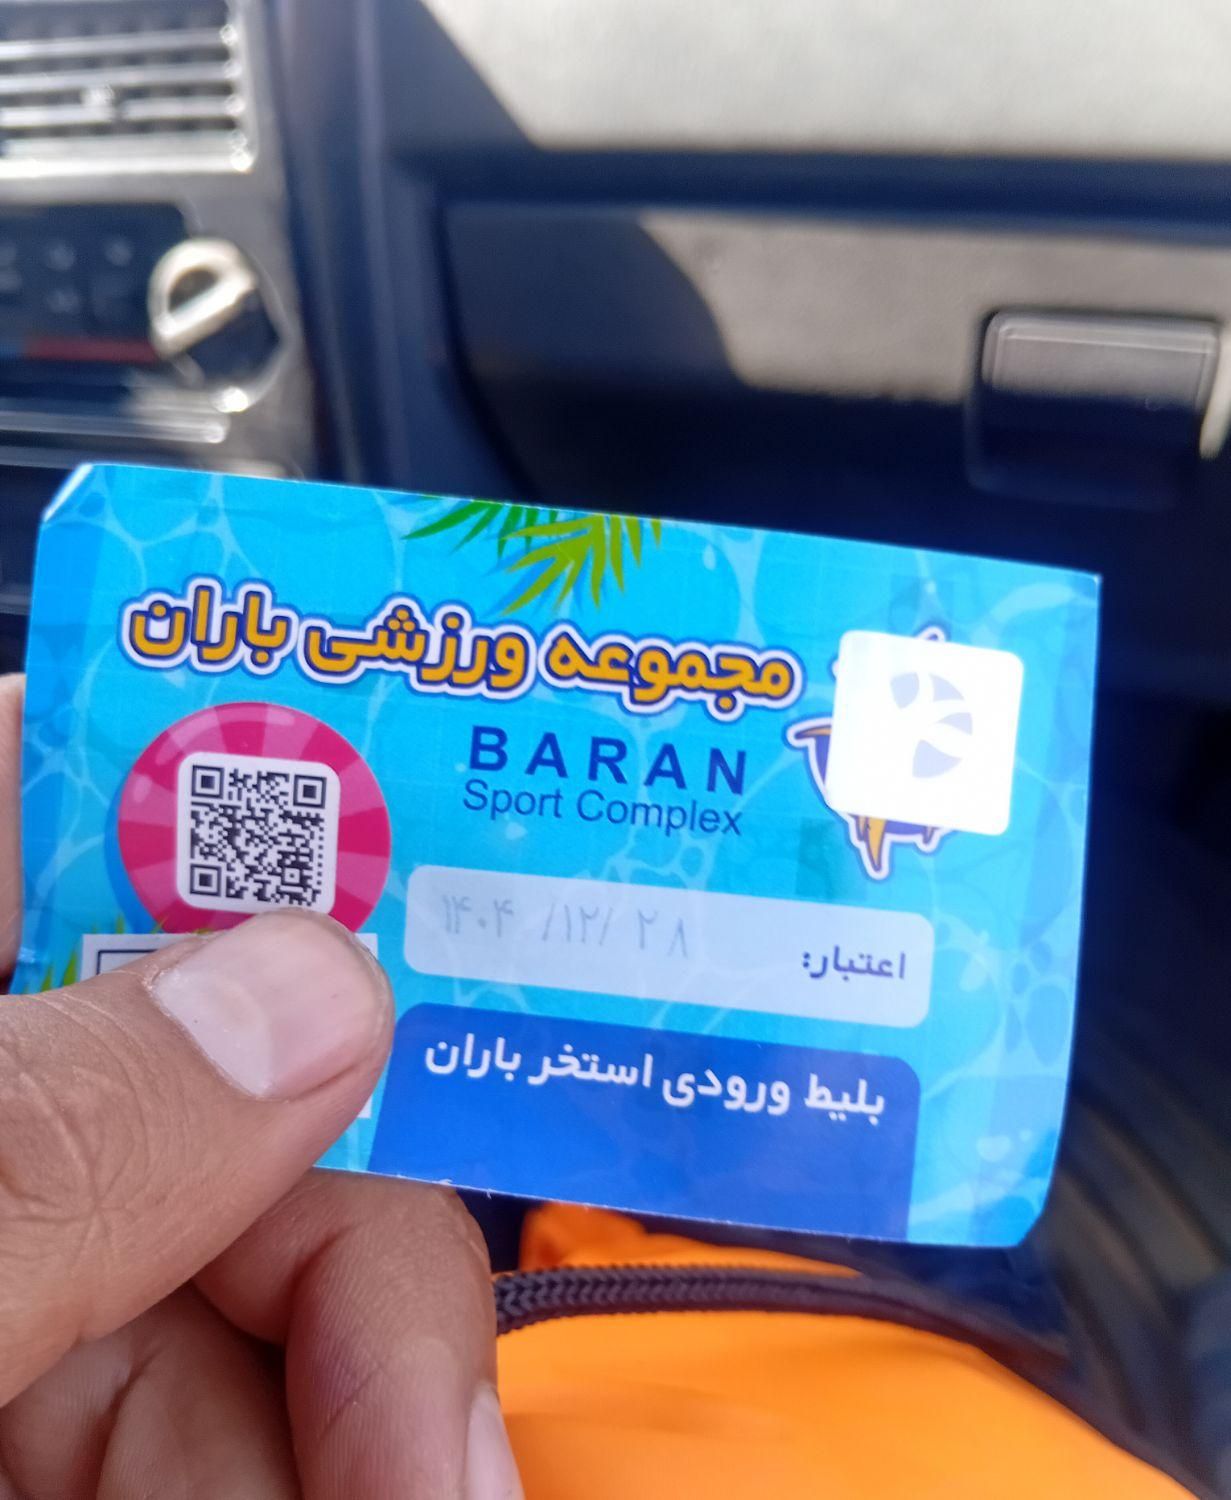 مجموعه ورزشی باران
BARAN
Sport Complex
اعتبار: ۱۴۰۴ /۱۲/ ۲۸
بلیط ورودی استخر باران